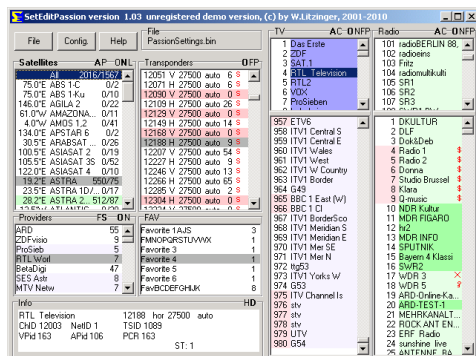 SetEditPassion version 1.03 unregistered demo version, (c) by W.Litzinger, 2001-2010
File Config. Help
File
PassionSettings.bin
Satellites AP-ONL
All 2016/1567
75.0°E ABS 1-C 0/2
75.0°E ABS 1-Ku 0/10
146.0°E AGILA 2 0/22
61.0°W AMAZONA... 0/11
4.0°W AMOS 1,2 0/41
134.0°E APSTAR 6 0/2
30.5°E ARABSAT ... 0/26
100.5°E ASIASAT 2 0/19
105.5°E ASIASAT 3S 0/52
122.0°E ASIASAT 4 0/10
19.2°E ASTRA 550/75
23.5°E ASTRA 1D/... 0/17
28.2°E ASTRA 2... 512/87
Transponders OFP
12051 V 27500 auto 6 $
12071 H 27500 auto 6 $
12090 V 27500 auto 8 $
12109 H 27500 auto 26 $
12129 V 27500 auto 0 $
12149 H 27500 auto 14 $
12168 V 27500 auto 0 $
12188 H 27500 auto 9 $
12207 V 27500 auto 54 $
12227 H 27500 auto 9 $
12246 V 27500 auto 13 $
12266 H 27500 auto 65 $
12285 V 27500 auto 2 $
12304 H 27500 auto 0 $
Providers FS ON
ARD 55
ZDFvisio 9
ProSieb 5
RTL Worl 7
BetaDigi 47
SES Astr 8
MTV Netw 7
FAV
Favorite 1AJS 3
FMNOPQRSTUVWX 1
Favorite 3 1
Favorite 4 1
Favorite 5 1
Favorite 6 1
FavBCDEFGHIJK 8
Info HD
RTL Television 12188 hor 27500 auto
CND 12003 NetID 1 TSID 1089
VPid 163 APid 106 PCR 163
ST: 1
TV AC-ONFP
1 Das Erste
2 ZDF
3 SAT.1
4 RTL Television
5 RTL2
6 VOX
7 ProSieben
957 ETV6
958 ITV1 Central S
959 ITV1 Central E
960 ITV1 Wales
961 ITV1 West
962 ITV1 W Country
963 ITV1 Border
964 G49
965 BBC 1 East (W)
966 BBC 1 CI
967 ITV1 BorderSco
968 ITV1 Meridian S
969 ITV1 Meridian E
970 ITV1 Mer SE
971 ITV1 Mer N
972 ttg53
973 ITV1 Yorks W
974 G53
975 ITV Channel Is
976 stv
977 stv
978 stv
979 UTV
980 G54
Radio AC-ONFP
101 radioBERLIN 88,
102 radioeins
103 Fritz
104 radiomultikulti
105 SR1
106 SR2
107 SR3
1 DKULTUR
2 DLF
3 Dok&Deb
4 Radio 1 $
5 Radio 2 $
6 Donna $
7 Studio Brussel $
8 Klara $
9 Q-music $
10 NDR Kultur
11 MDR FIGARO
12 hr2
13 MDR INFO
14 SPUTNIK
15 Bayern 4 Klassi
16 SWR2
17 WDR 3 X
18 WDR 5 ?
19 ARD-Online-Ka...
20 ARD-TEST-1
21 MEHRKANALT...
22 ROCK ANT EN...
23 ERF Radio
24 sunshine live
25 ANTENNE BA